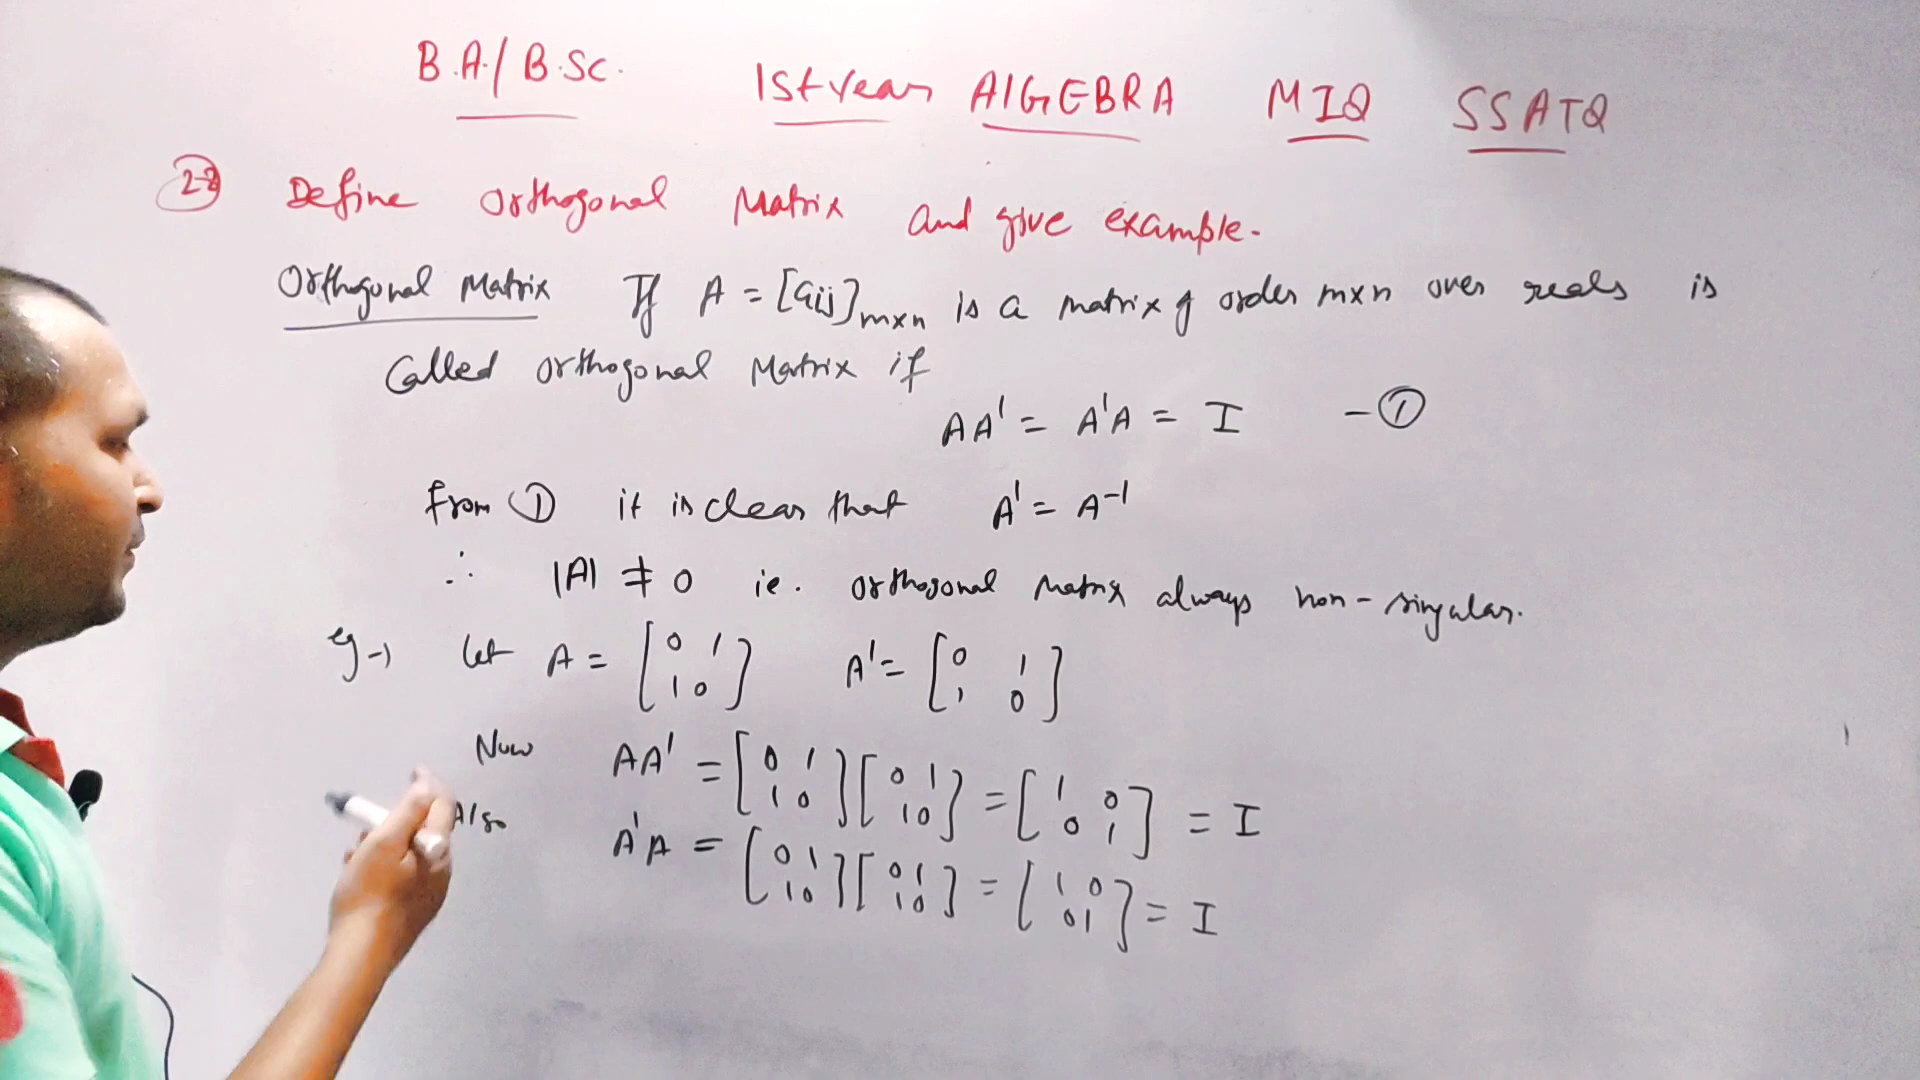 B.A./B.Sc. 1st Year ALGEBRA MIQ SSATQ
28 Define Orthogonal Matrix and give example.
Orthogonal Matrix If A = [aij]mxn is a matrix of order mxn over reals is
Called orthogonal Matrix if
AA' = A'A = I - ①
from ① it is clear that A' = A⁻¹
∴ |A| ≠ 0 ie. orthogonal matrix always non-singular.
eg→ Let A = [0 1
1 0] A' = [0 1
1 0]
Now AA' = [0 1
1 0] [0 1
1 0] = [1 0
0 1] = I
Also A'A = [0 1
1 0] [0 1
1 0] = [1 0
0 1] = I